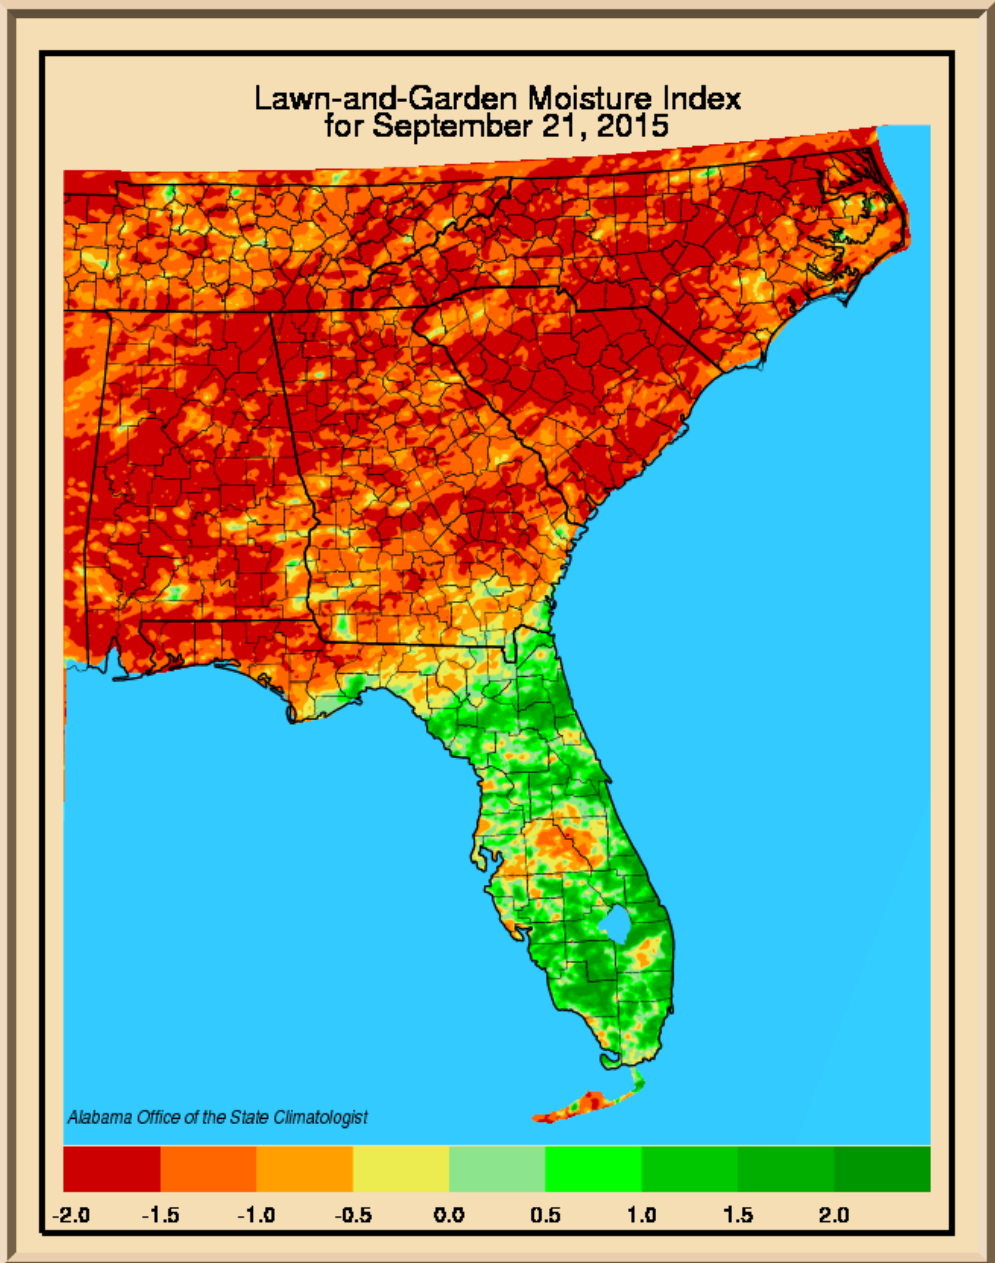 Lawn-and-Garden Moisture Index
for September 21, 2015
Alabama Office of the State Climatologist
-2.0 -1.5 -1.0 -0.5 0.0 0.5 1.0 1.5 2.0